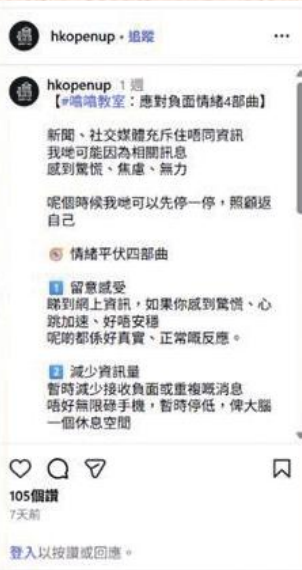 hkopenup • 追蹤
hkopenup 1 週
【#噏噏教室：應對負面情緒4部曲】
新聞、社交媒體充斥住唔同資訊
我哋可能因為相關訊息
感到驚慌、焦慮、無力
呢個時候我哋可以先停一停，照顧返
自己
情緒平伏四部曲
1 留意感受
睇到網上資訊，如果你感到驚慌、心
跳加速、好唔安穩
呢啲都係好真實、正常嘅反應。
2 減少資訊量
暫時減少接收負面或重複嘅消息
唔好無限碌手機，暫時停低，俾大腦
一個休息空間
105個讚
7天前
登入以按讚或回應。